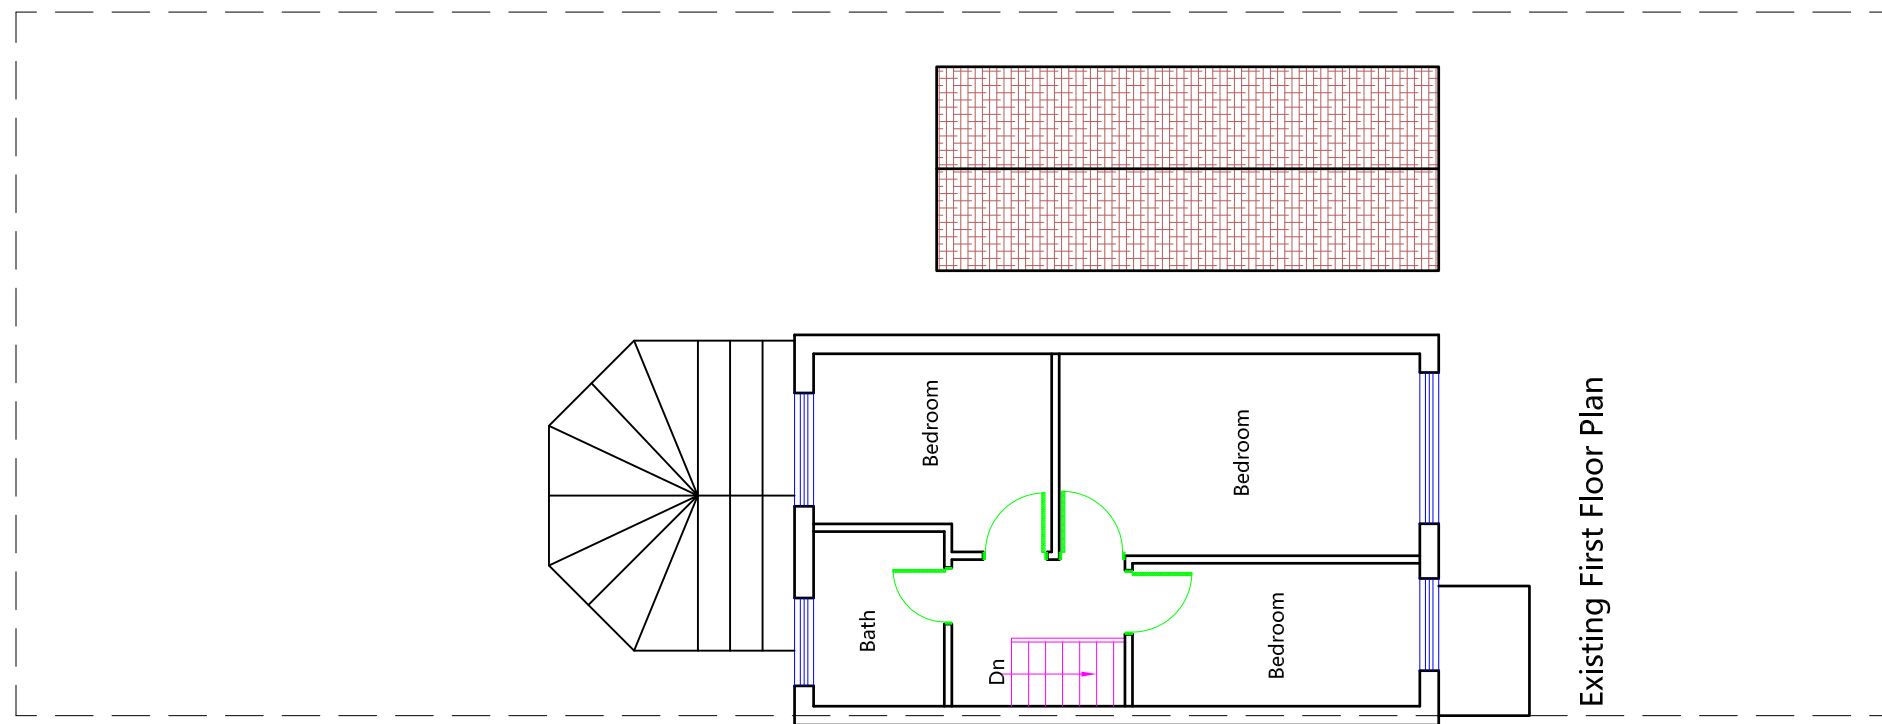 Bedroom
Bedroom
Bath
Dn
Bedroom
Existing First Floor Plan